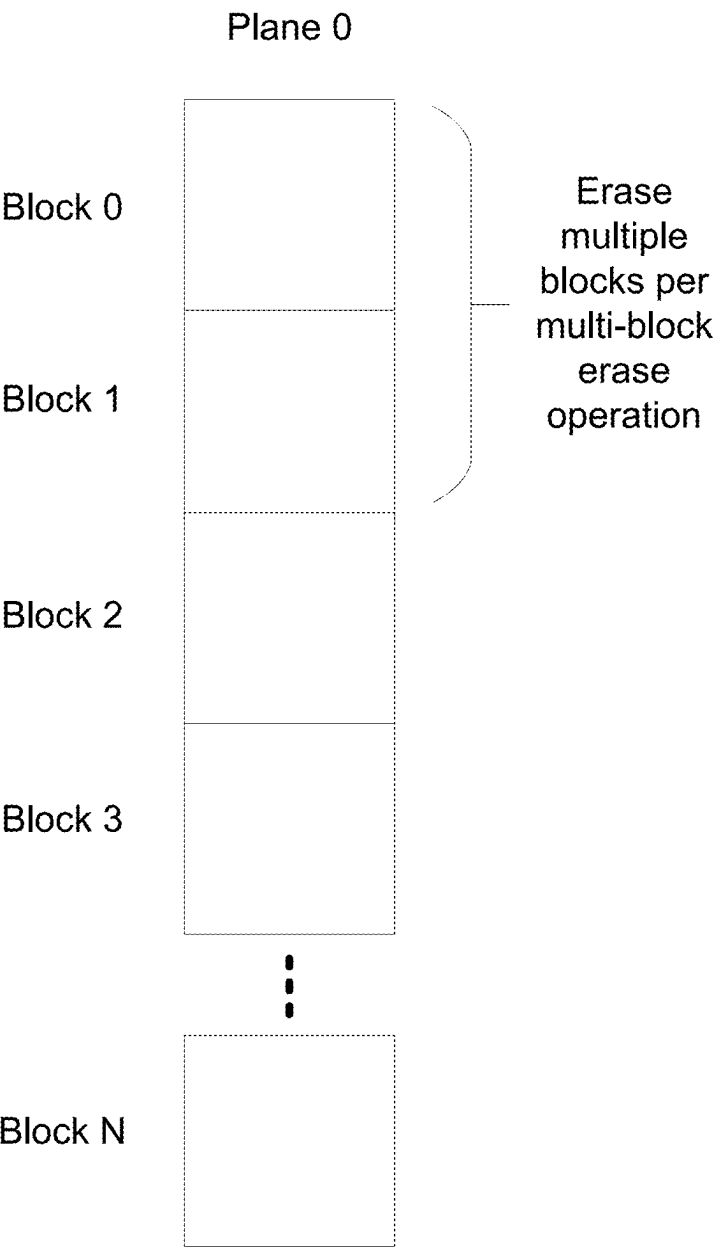 Plane 0
Block 0
Erase
multiple
blocks per
multi-block
erase
operation
Block 1
Block 2
Block 3
Block N